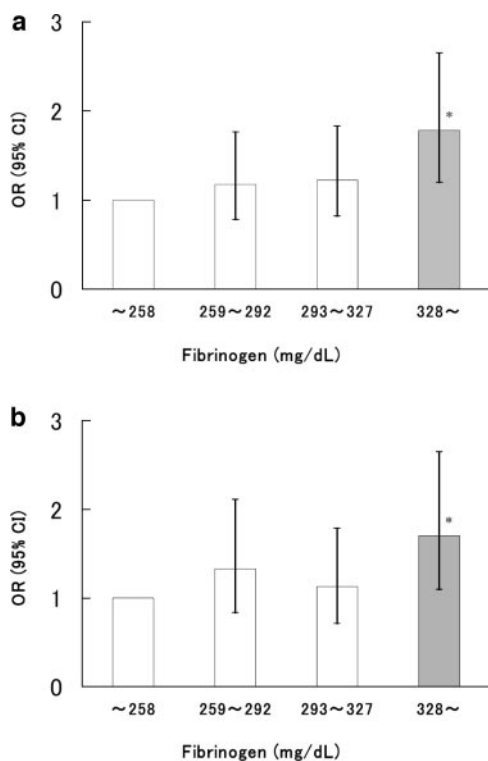 a
3
2
1
0
OR (95% CI)
*
～258 259～292 293～327 328～
Fibrinogen (mg/dL)
b
3
2
1
0
OR (95% CI)
*
～258 259～292 293～327 328～
Fibrinogen (mg/dL)